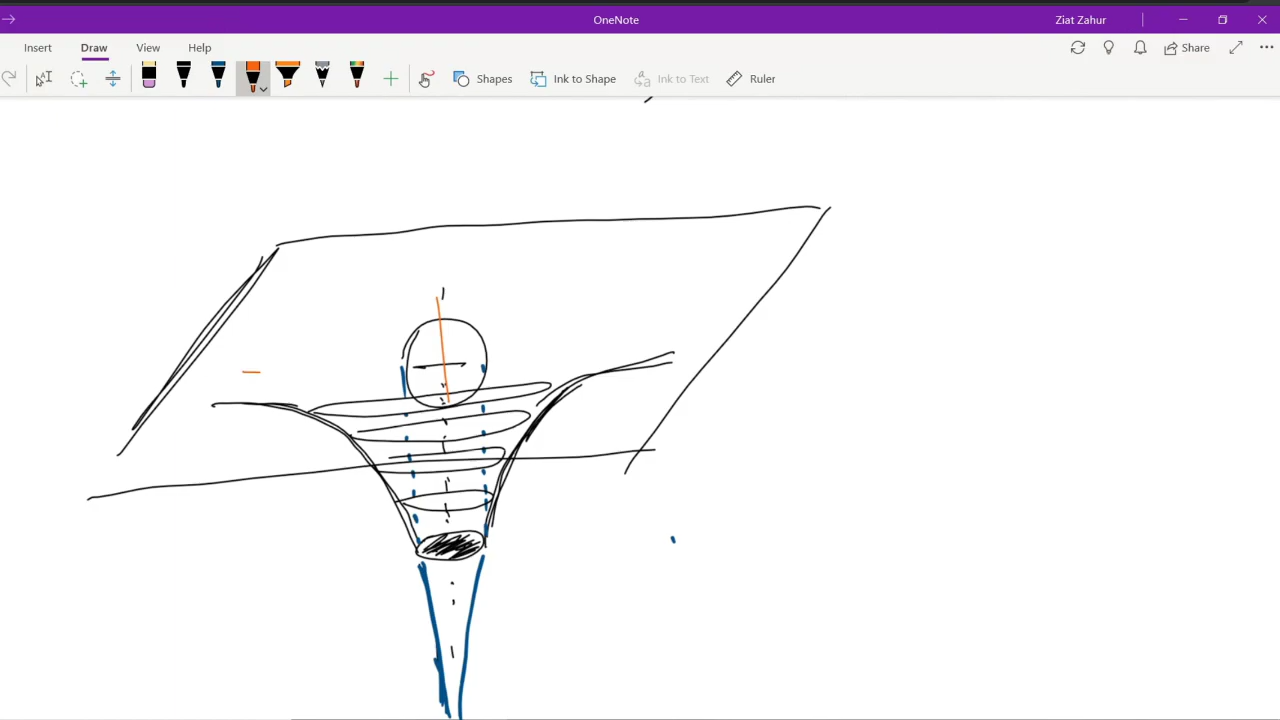 OneNote
Ziat Zahur
Insert
Draw
View
Help
Share
Shapes
Ink to Shape
Ink to Text
Ruler